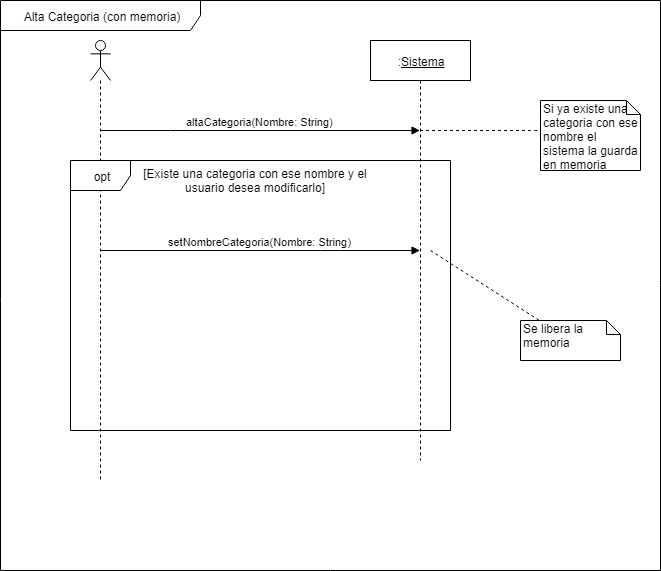 Alta Categoria (con memoria)
:Sistema
altaCategoria(Nombre: String)
Si ya existe una
categoria con ese
nombre el
sistema la guarda
en memoria
opt
[Existe una categoria con ese nombre y el
usuario desea modificarlo]
setNombreCategoria(Nombre: String)
Se libera la
memoria